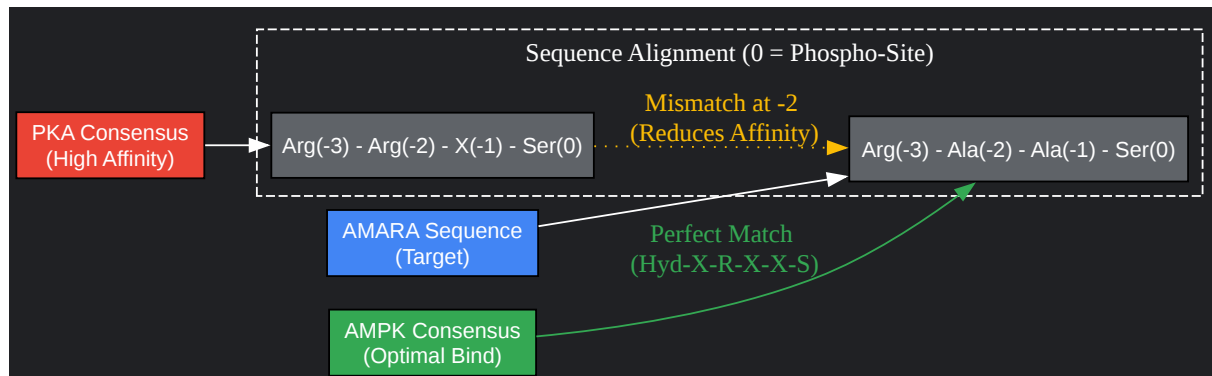 Sequence Alignment (0 = Phospho-Site)
PKA Consensus
(High Affinity)
Arg(-3) - Arg(-2) - X(-1) - Ser(0)
Mismatch at -2
(Reduces Affinity)
Arg(-3) - Ala(-2) - Ala(-1) - Ser(0)
AMARA Sequence
(Target)
Perfect Match
(Hyd-X-R-X-X-S)
AMPK Consensus
(Optimal Bind)